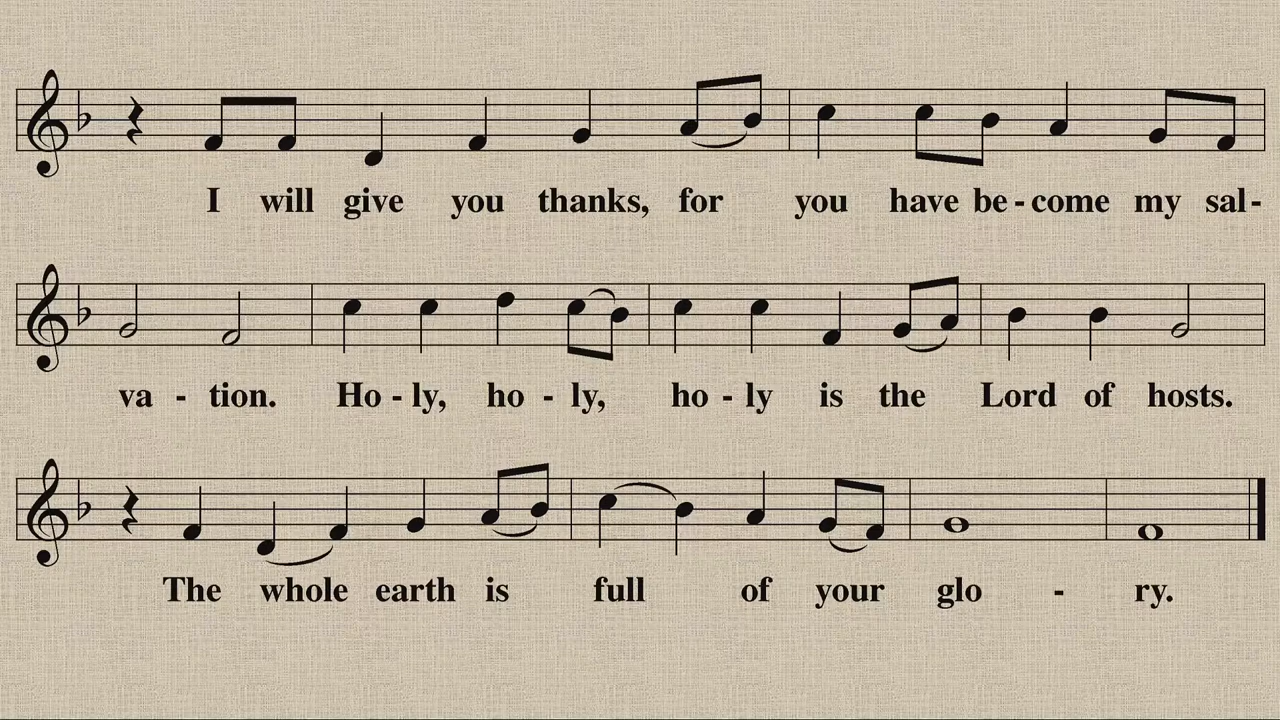 I will give you thanks, for you have be - come my sal -
va - tion. Ho - ly, ho - ly, ho - ly is the Lord of hosts.
The whole earth is full of your glo - ry.